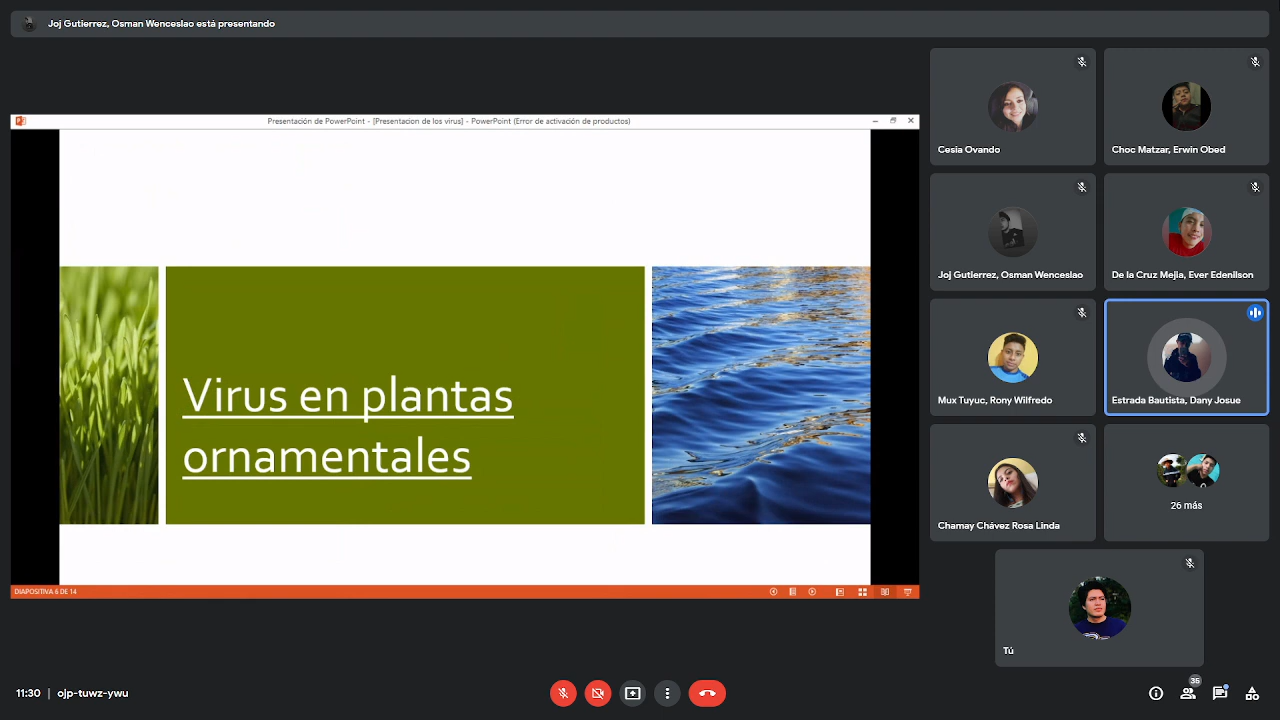 Joj Gutierrez, Osman Wenceslao está presentando
Presentación de PowerPoint - [Presentacion de los virus] - PowerPoint (Error de activación de productos)
Virus en plantas
ornamentales
DIAPOSITIVA 6 DE 14
Cesia Ovando
Choc Matzar, Erwin Obed
Joj Gutierrez, Osman Wenceslao
De la Cruz Mejia, Ever Edenilson
Mux Tuyuc, Rony Wilfredo
Estrada Bautista, Dany Josue
Chamay Chávez Rosa Linda
26 más
Tú
11:30 | ojp-tuwz-ywu
35